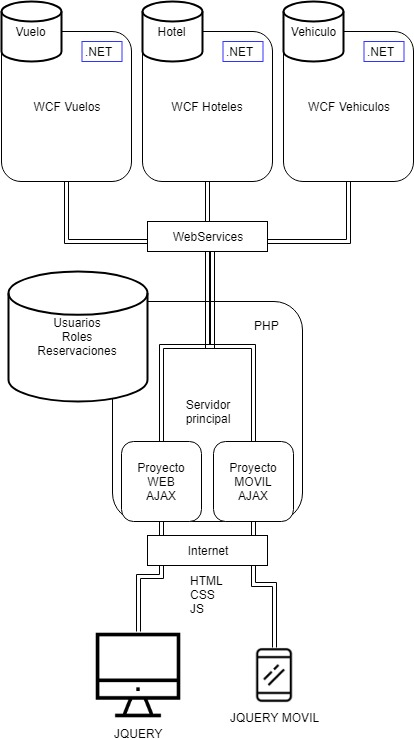 Vuelo
Hotel
Vehiculo
.NET
.NET
.NET
WCF Vuelos
WCF Hoteles
WCF Vehiculos
WebServices
Usuarios
Roles
Reservaciones
PHP
Servidor
principal
Proyecto
WEB
AJAX
Proyecto
MOVIL
AJAX
Internet
HTML
CSS
JS
JQUERY
JQUERY MOVIL